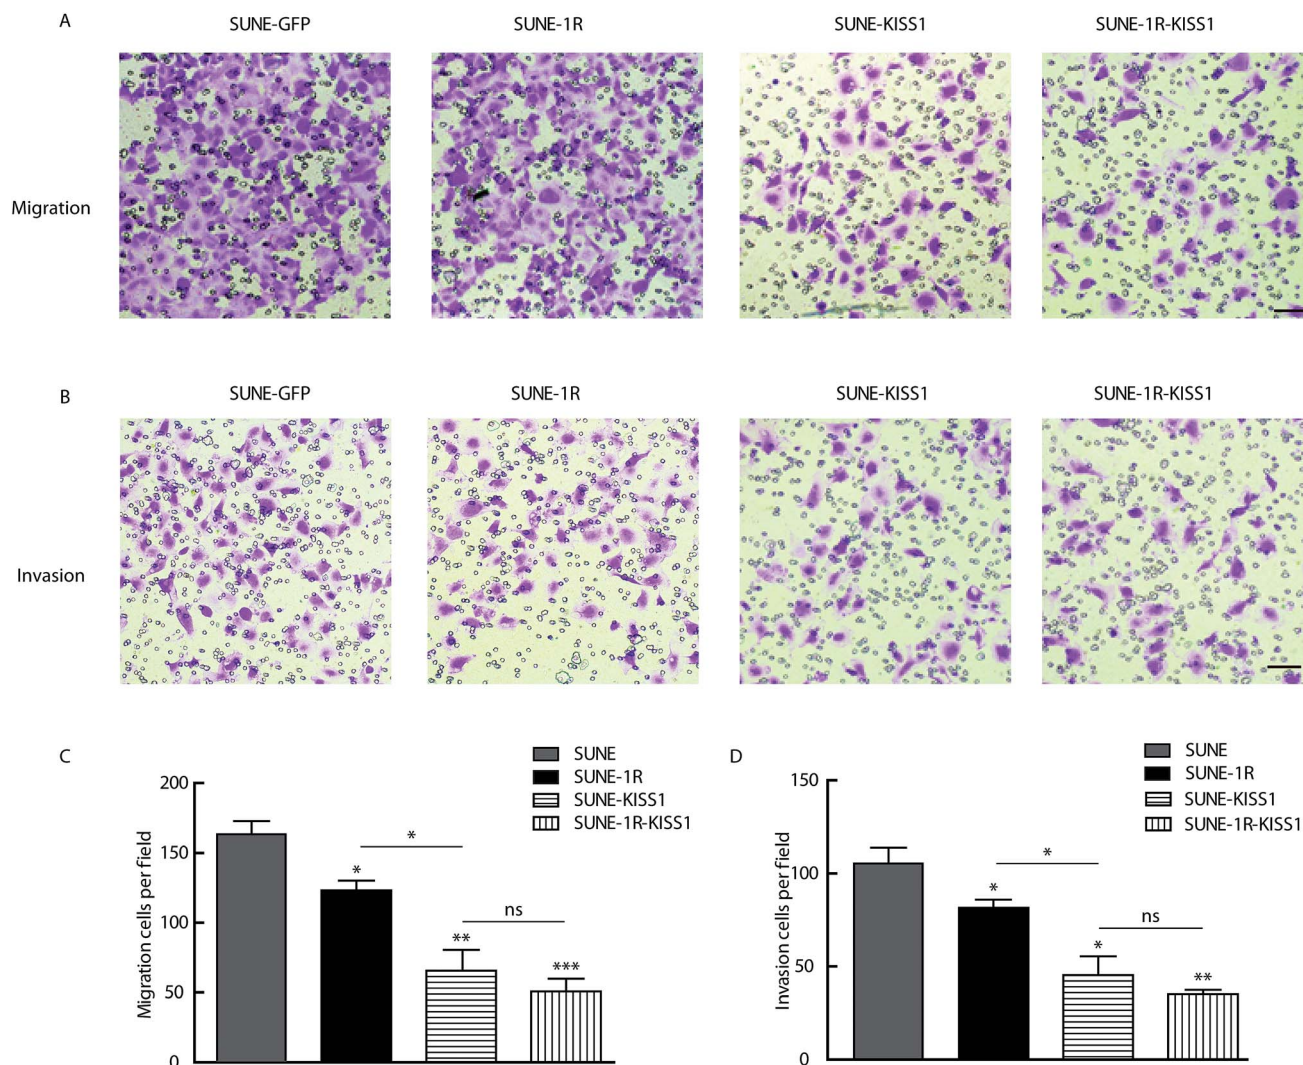 A
SUNE-GFP
SUNE-1R
SUNE-KISS1
SUNE-1R-KISS1
Migration
B
SUNE-GFP
SUNE-1R
SUNE-KISS1
SUNE-1R-KISS1
Invasion
C
SUNE
SUNE-1R
SUNE-KISS1
SUNE-1R-KISS1
Migration cells per field
200
150
100
50
0
*
*
**
ns
***
D
SUNE
SUNE-1R
SUNE-KISS1
SUNE-1R-KISS1
Invasion cells per field
150
100
50
0
*
*
*
ns
**